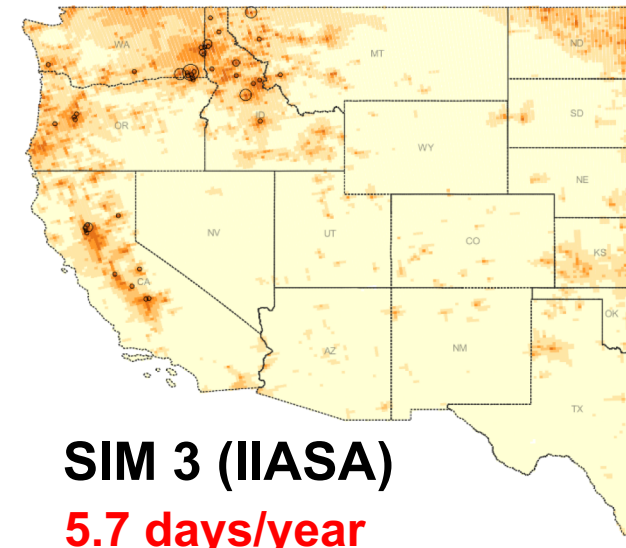 WA
MT
ND
OR
ID
SD
WY
NE
NV
UT
CO
KS
CA
OK
AZ
NM
TX
SIM 3 (IIASA)
5.7 days/year